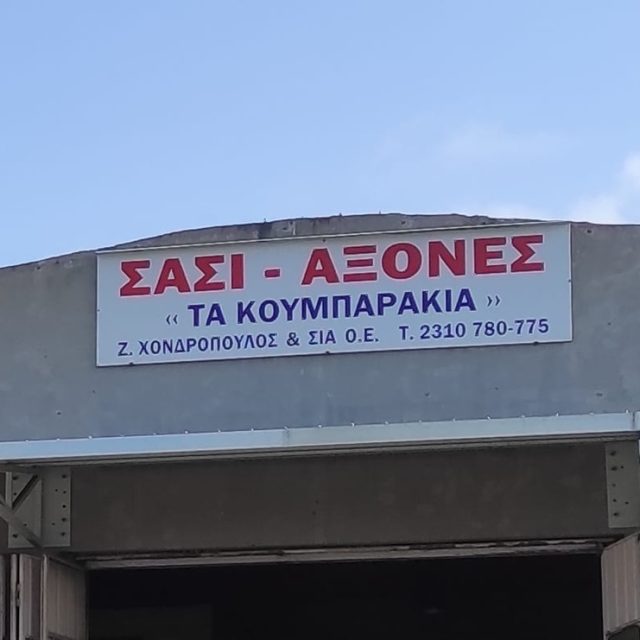 ΣΑΣΙ - ΑΞΟΝΕΣ
‹‹ ΤΑ ΚΟΥΜΠΑΡΑΚΙΑ ››
Ζ. ΧΟΝΔΡΟΠΟΥΛΟΣ & ΣΙΑ Ο.Ε. Τ. 2310 780-775